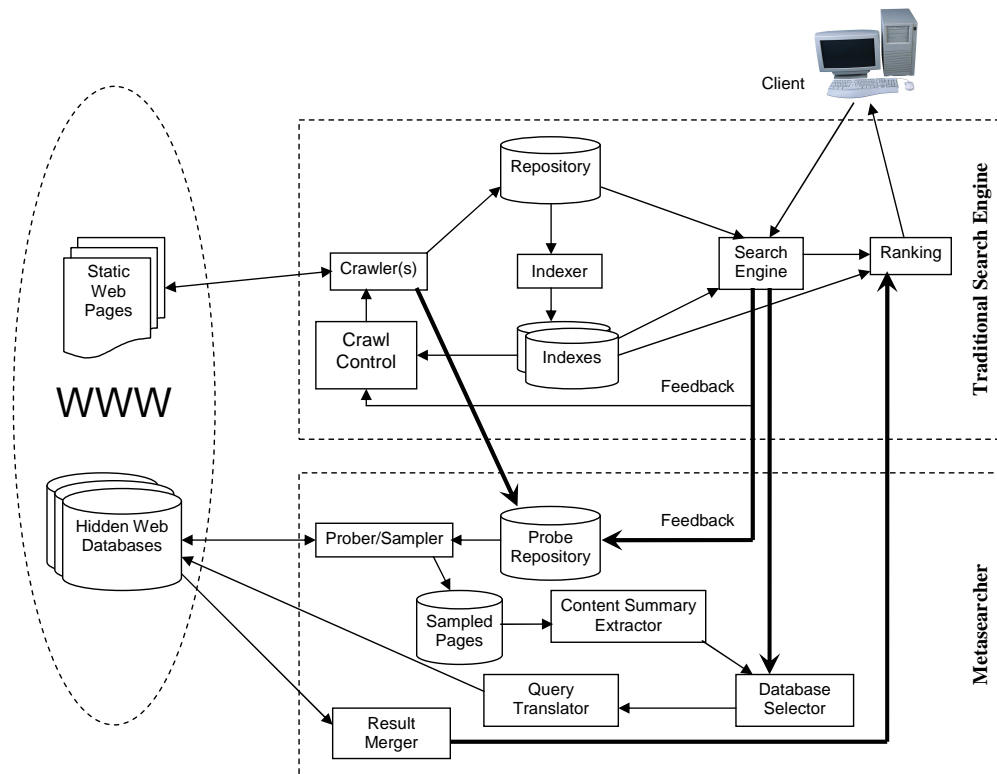 Client
Repository
Static
Web
Pages
Crawler(s)
Indexer
Search
Engine
Ranking
Crawl
Control
Indexes
Feedback
Traditional Search Engine
WWW
Hidden Web
Databases
Prober/Sampler
Probe
Repository
Feedback
Sampled
Pages
Content Summary
Extractor
Query
Translator
Database
Selector
Result
Merger
Metasearcher